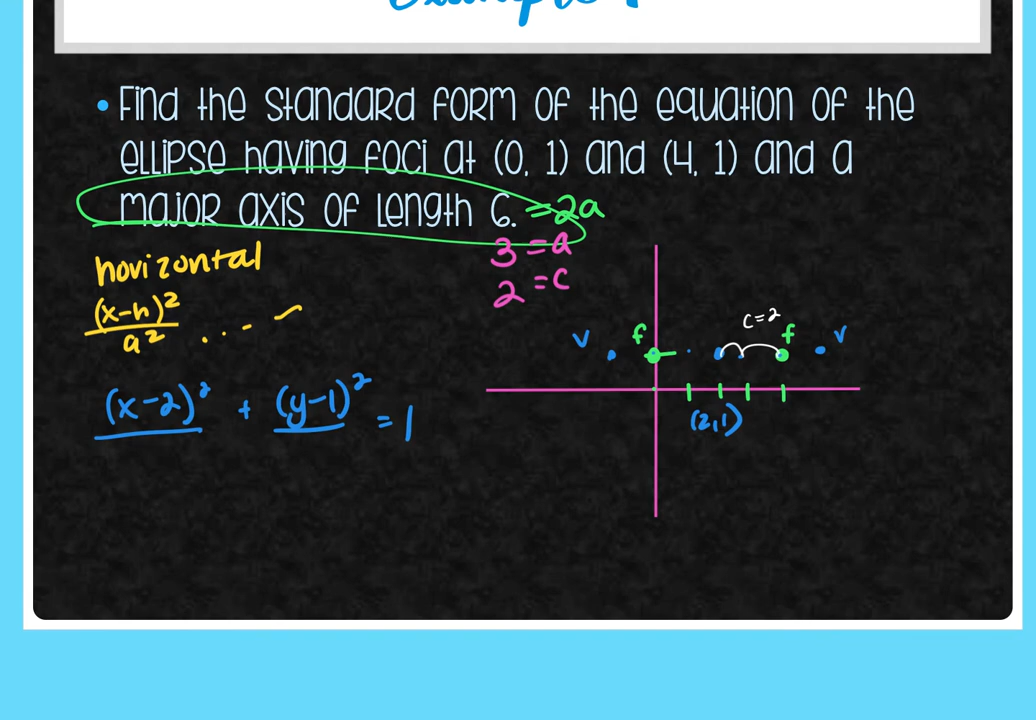 Example 1
• Find the standard form of the equation of the
ellipse having foci at (0, 1) and (4, 1) and a
major axis of length 6. = 2a
3 = a
2 = c
horizontal
(x-h)²
a²
...
c=2
v f f v
(2,1)
(x-2)² + (y-1)² = 1